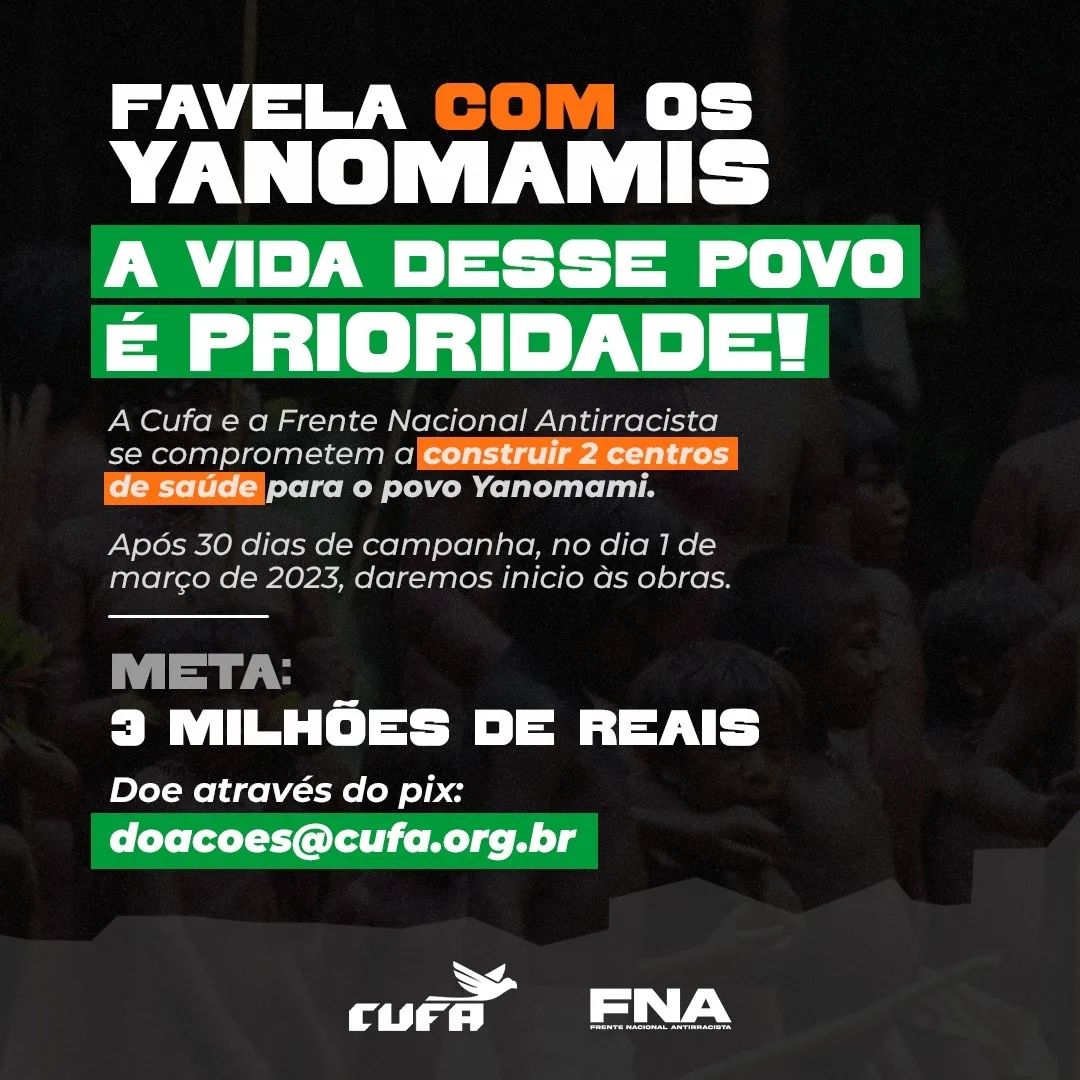 FAVELA COM OS
YANOMAMIS
A VIDA DESSE POVO
É PRIORIDADE!
A Cufa e a Frente Nacional Antirracista
se comprometem a construir 2 centros
de saúde para o povo Yanomami.
Após 30 dias de campanha, no dia 1 de
março de 2023, daremos inicio às obras.
META:
3 MILHÕES DE REAIS
Doe através do pix:
doacoes@cufa.org.br
CUFA
FNA
FRENTE NACIONAL ANTIRRACISTA